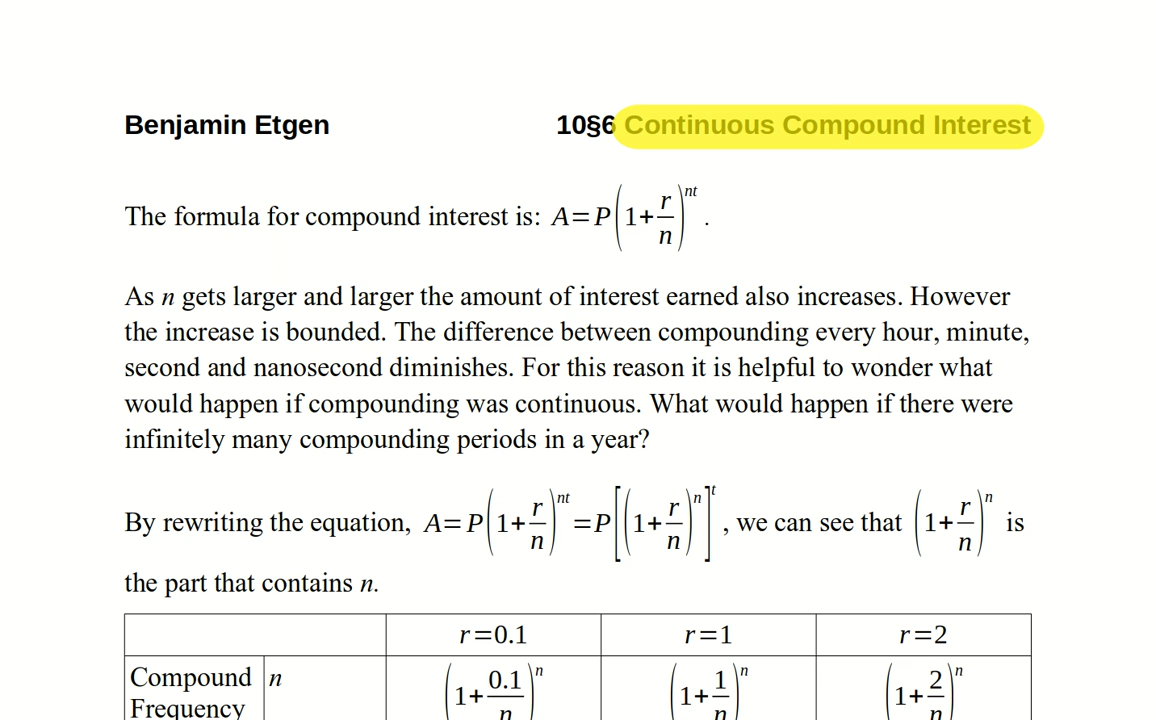 Benjamin Etgen 10§6 Continuous Compound Interest
The formula for compound interest is: A=P(1+r/n)^nt .
As n gets larger and larger the amount of interest earned also increases. However
the increase is bounded. The difference between compounding every hour, minute,
second and nanosecond diminishes. For this reason it is helpful to wonder what
would happen if compounding was continuous. What would happen if there were
infinitely many compounding periods in a year?
By rewriting the equation, A=P(1+r/n)^nt=P[(1+r/n)^n]^t , we can see that (1+r/n)^n is
the part that contains n.
r=0.1 r=1 r=2
Compound n (1+0.1/n)^n (1+1/n)^n (1+2/n)^n
Frequency